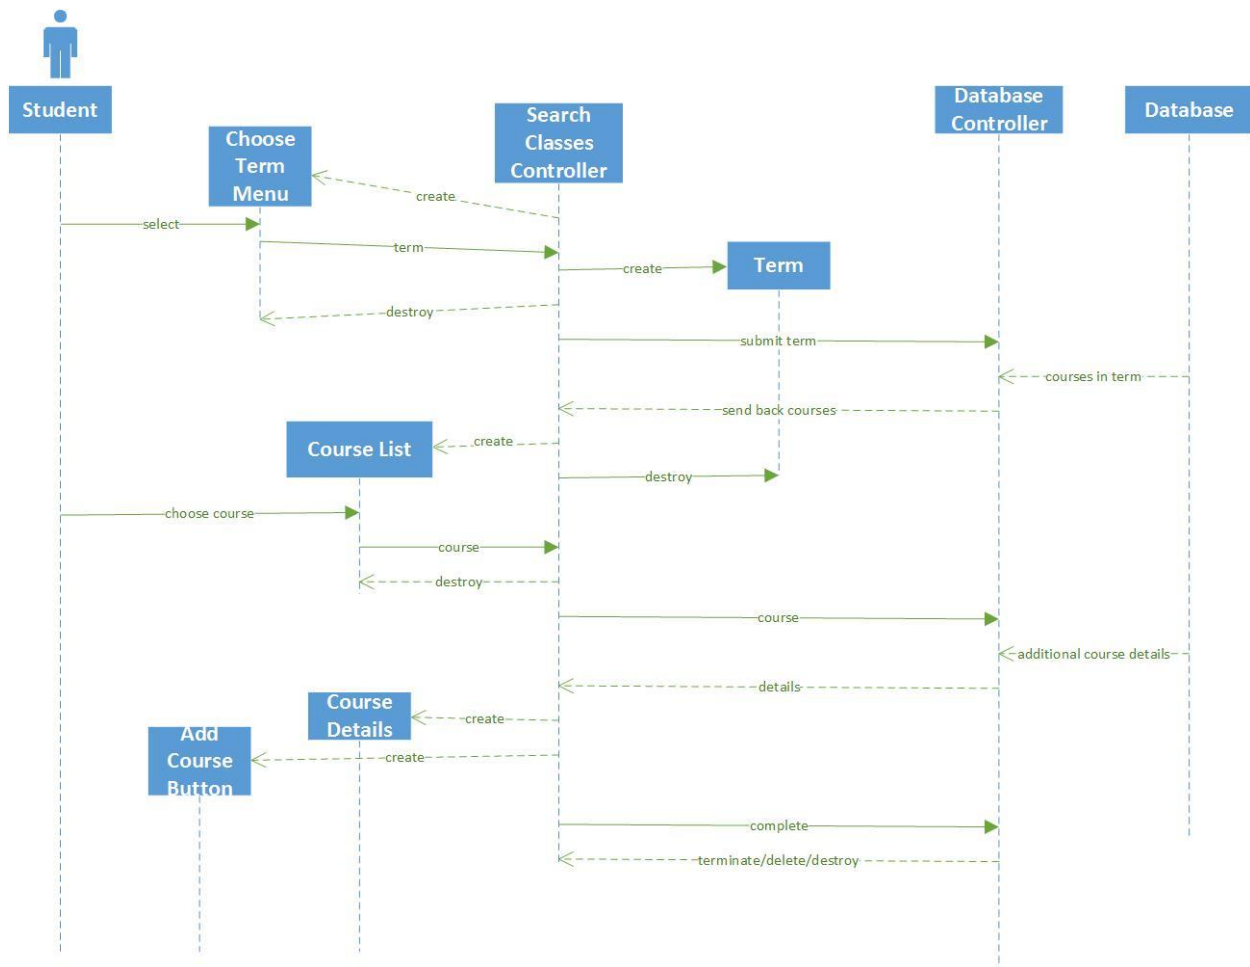 Student
Choose
Term
Menu
Search
Classes
Controller
Database
Controller
Database
create
select
term
create
Term
destroy
submit term
courses in term
send back courses
create
Course List
destroy
choose course
course
destroy
course
additional course details
details
Course
Details
create
Add
Course
Button
create
complete
terminate/delete/destroy